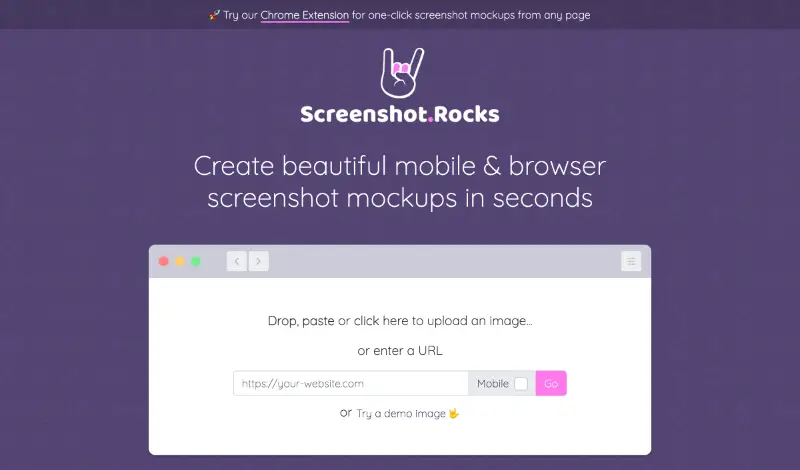 🚀 Try our Chrome Extension for one-click screenshot mockups from any page
Screenshot.Rocks
Create beautiful mobile & browser
screenshot mockups in seconds
Drop, paste or click here to upload an image...
or enter a URL
https://your-website.com Mobile Go
or Try a demo image 🤟